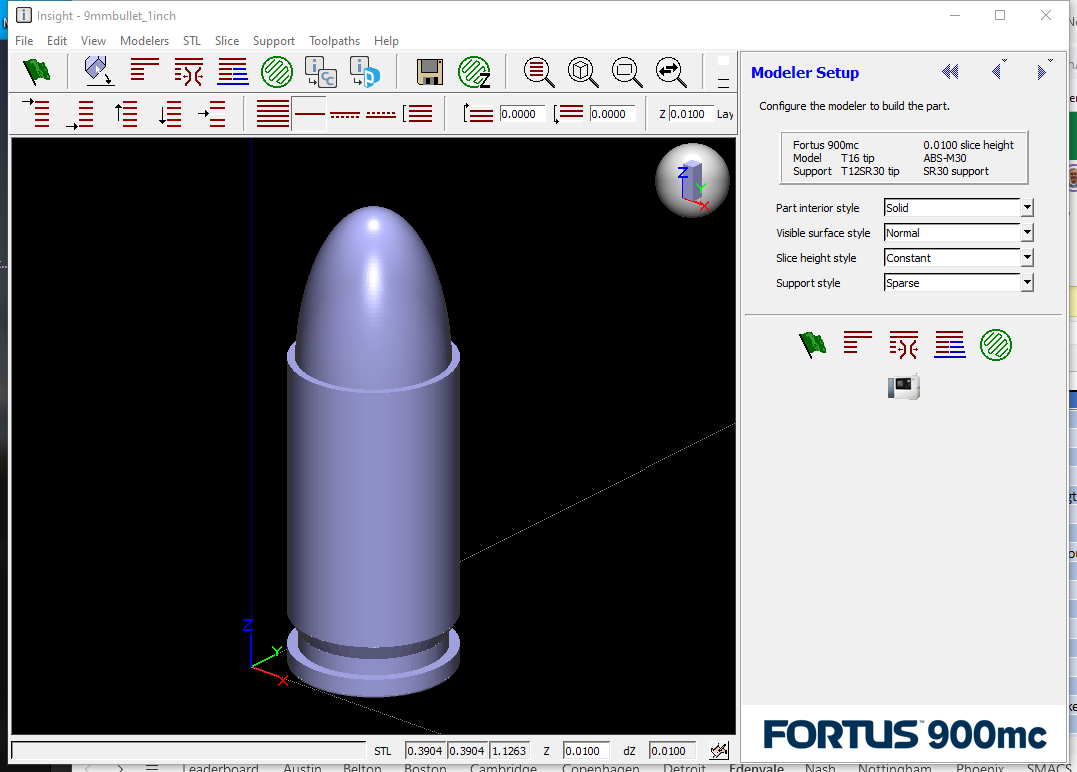 Insight - 9mmbullet_1inch
File Edit View Modelers STL Slice Support Toolpaths Help
0.0000 0.0000 Z 0.0100 Lay
Modeler Setup
Configure the modeler to build the part.
Fortus 900mc 0.0100 slice height
Model T16 tip ABS-M30
Support T12SR30 tip SR30 support
Part interior style Solid
Visible surface style Normal
Slice height style Constant
Support style Sparse
Z
Y
X
Z
Y
X
FORTUS™ 900mc
STL 0.3904 0.3904 1.1263 Z 0.0100 dZ 0.0100
Leaderboard Austin Belton Boston Cambridge Copenhagen Detroit Edenvale Nash Nottingham Phoenix SMACS